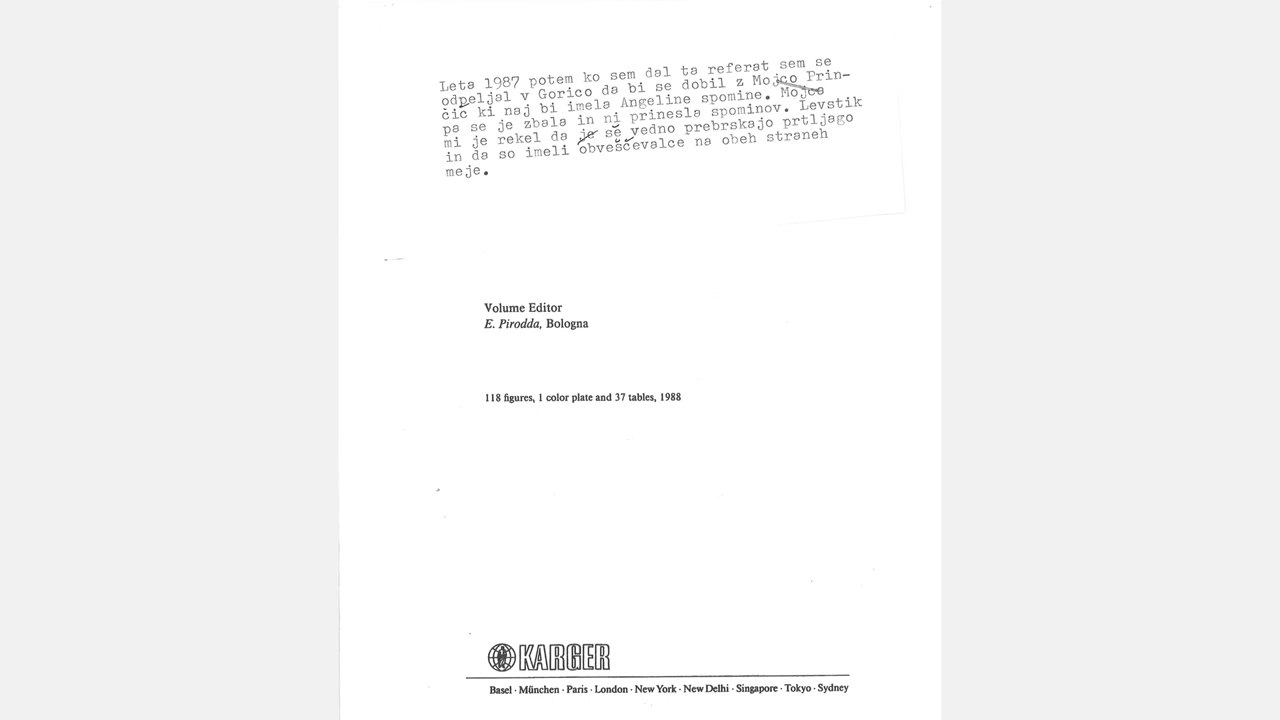 Leta 1987 potem ko sem dal ta referat sem se
odpeljal v Gorico da bi se dobil z Mojco Prin-
čič ki naj bi imela Angeline spomine. Mojca
pa se je zbala in ni prinesla spominov. Levstik
mi je rekel da je še vedno prebrskajo prtljago
in da so imeli obveščevalce na obeh straneh
meje.
Volume Editor
E. Pirodda, Bologna
118 figures, 1 color plate and 37 tables, 1988
KARGER
Basel · München · Paris · London · New York · New Delhi · Singapore · Tokyo · Sydney